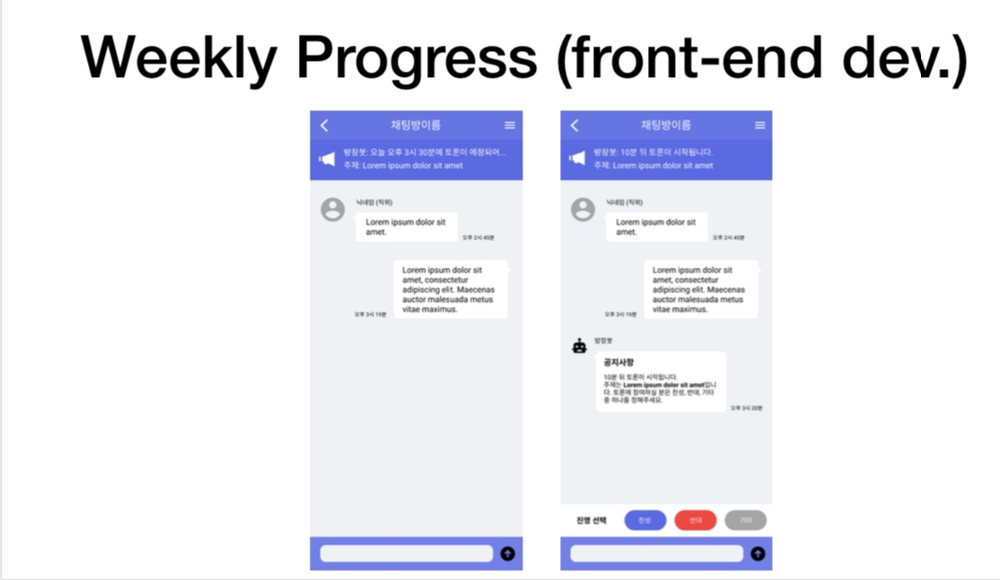 Weekly Progress (front-end dev.)
채팅방이름
방장봇: 오늘 오후 3시 30분에 토론이 예정되어...
주제: Lorem ipsum dolor sit amet
닉네임 (직위)
Lorem ipsum dolor sit
amet.
오후 2시 45분
Lorem ipsum dolor sit
amet, consectetur
adipiscing elit. Maecenas
auctor malesuada metus
vitae maximus.
오후 3시 19분
채팅방이름
방장봇: 10분 뒤 토론이 시작됩니다.
주제: Lorem ipsum dolor sit amet
닉네임 (직위)
Lorem ipsum dolor sit
amet.
오후 2시 45분
Lorem ipsum dolor sit
amet, consectetur
adipiscing elit. Maecenas
auctor malesuada metus
vitae maximus.
오후 3시 19분
방장봇
공지사항
10분 뒤 토론이 시작됩니다.
주제는 Lorem ipsum dolor sit amet입니
다. 토론에 참여하실 분은 찬성, 반대, 기타
중 하나를 정해주세요.
오후 3시 20분
진영 선택
찬성
반대
기타